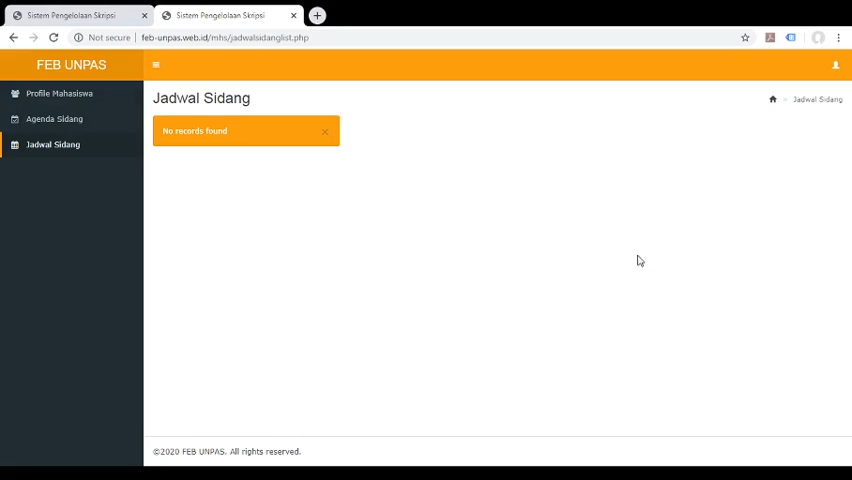 Sistem Pengelolaan Skripsi
Sistem Pengelolaan Skripsi
Not secure
feb-unpas.web.id/mhs/jadwalsidanglist.php
FEB UNPAS
Profile Mahasiswa
Agenda Sidang
Jadwal Sidang
Jadwal Sidang
Jadwal Sidang
No records found
©2020 FEB UNPAS. All rights reserved.